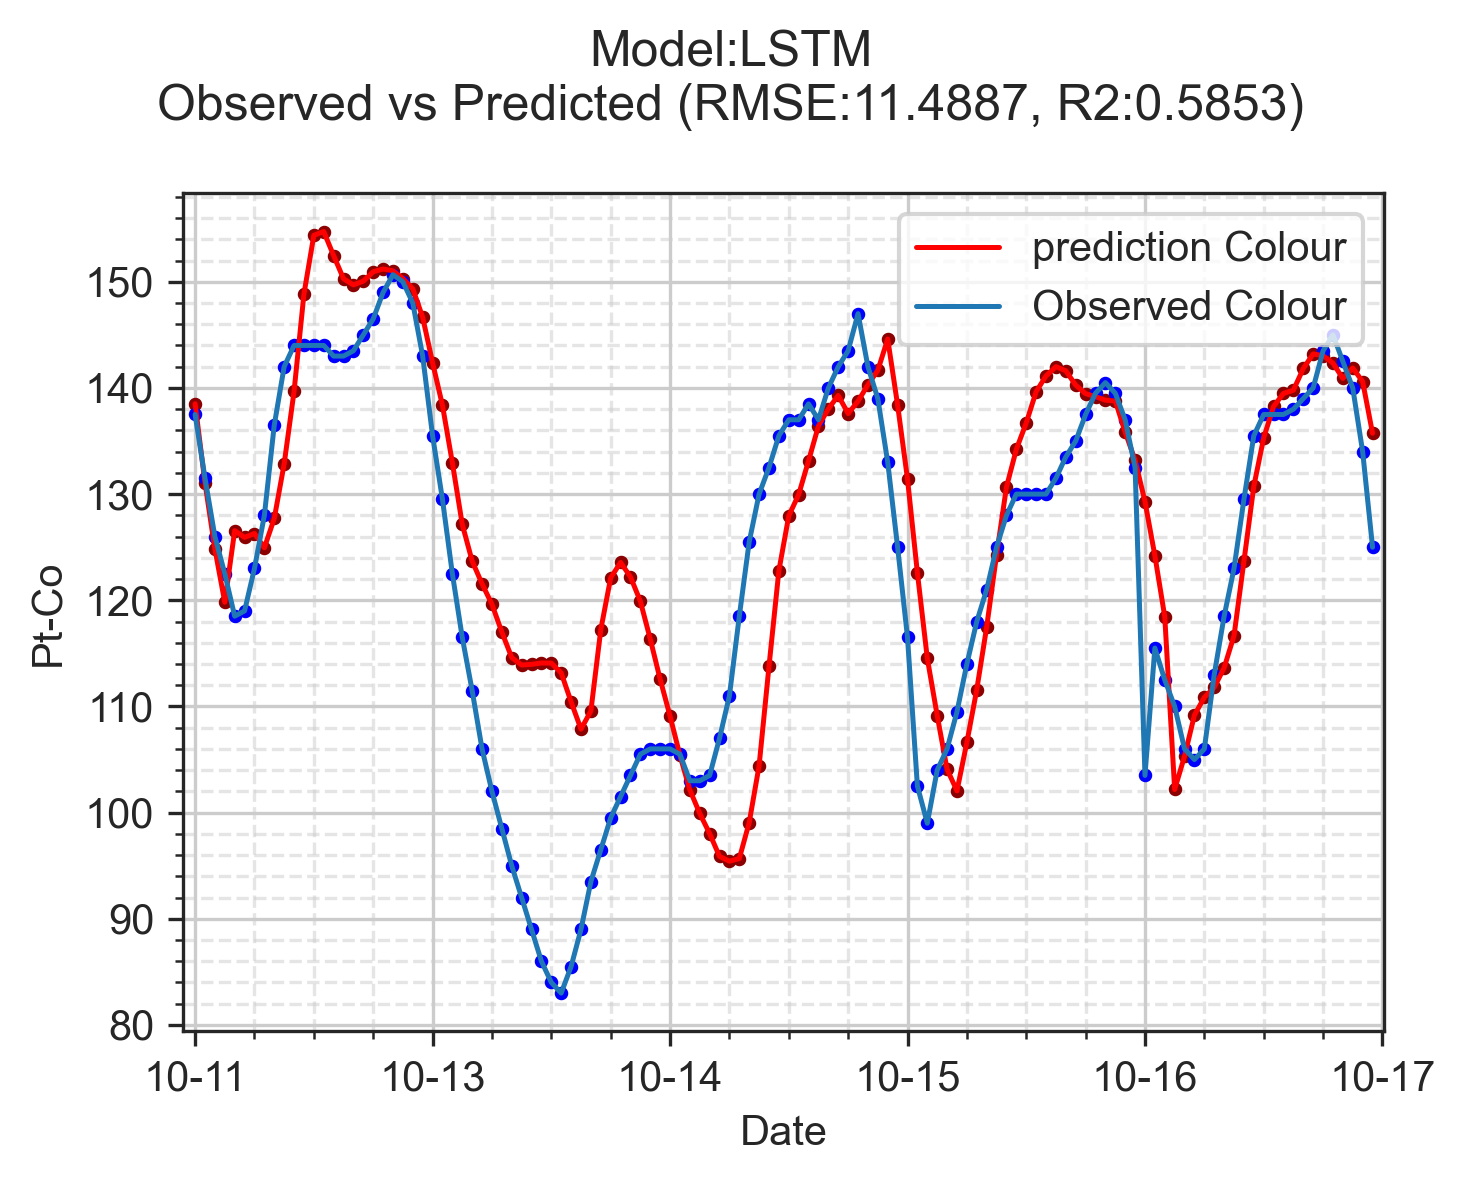 Model:LSTM
Observed vs Predicted (RMSE:11.4887, R2:0.5853)
prediction Colour
Observed Colour
Pt-Co
150
140
130
120
110
100
90
80
10-11 10-13 10-14 10-15 10-16 10-17
Date